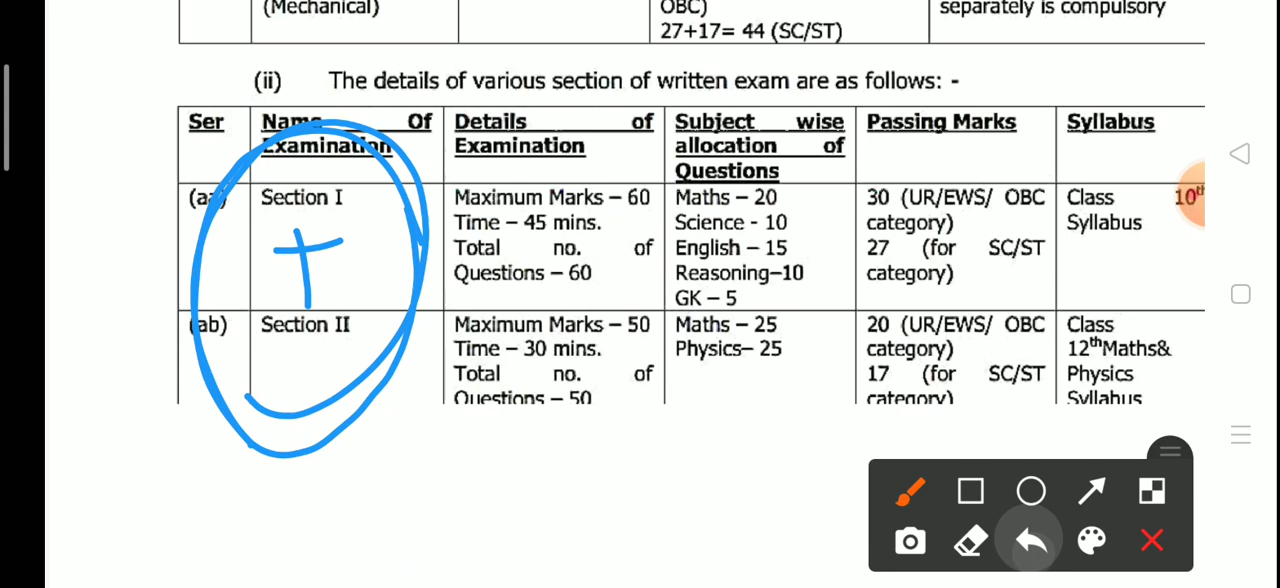 (Mechanical) OBC) separately is compulsory
27+17= 44 (SC/ST)
(ii) The details of various section of written exam are as follows: -
Ser Name Of Details of Subject wise Passing Marks Syllabus
Examination Examination allocation of
Questions
(aa) Section I Maximum Marks – 60 Maths – 20 30 (UR/EWS/ OBC Class 10th
Time – 45 mins. Science - 10 category) Syllabus
Total no. of English – 15 27 (for SC/ST
Questions – 60 Reasoning–10 category)
GK – 5
+
(ab) Section II Maximum Marks – 50 Maths – 25 20 (UR/EWS/ OBC Class
Time – 30 mins. Physics– 25 category) 12thMaths&
Total no. of 17 (for SC/ST Physics
Questions – 50 category) Syllabus